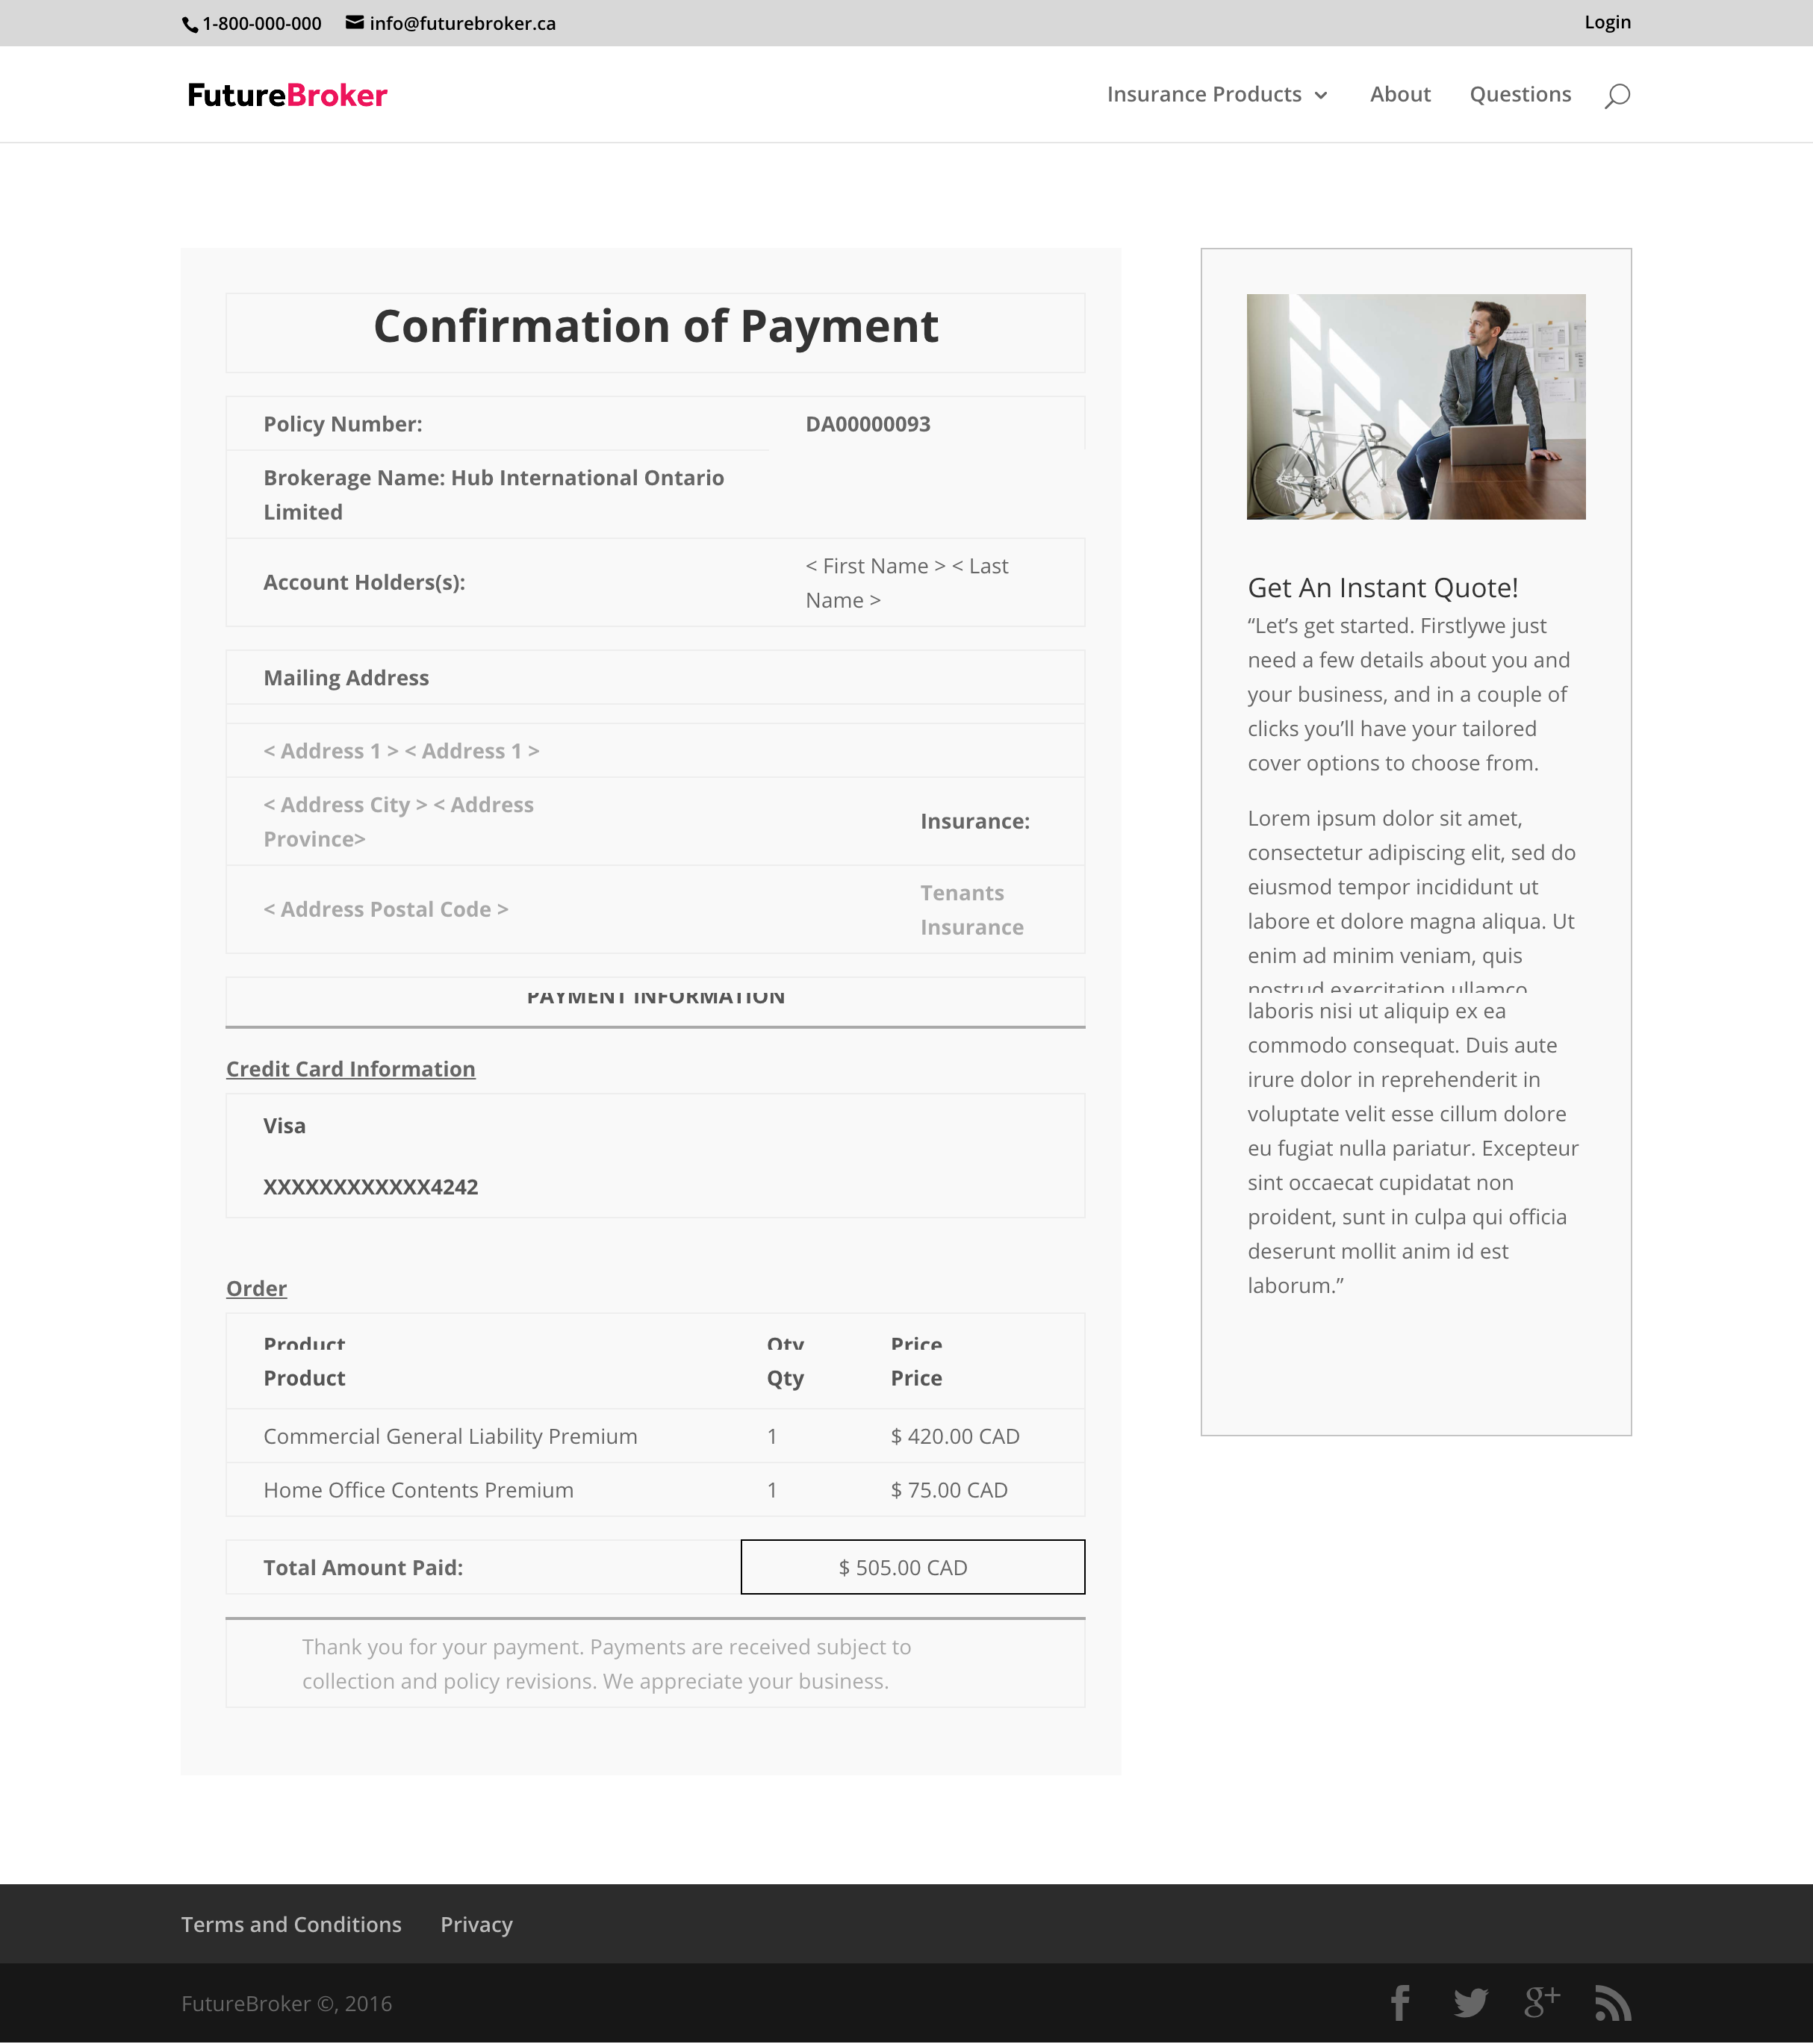 1-800-000-000 info@futurebroker.ca Login
FutureBroker Insurance Products About Questions
Confirmation of Payment
Policy Number: DA00000093
Brokerage Name: Hub International Ontario
Limited
Account Holders(s): < First Name > < Last
Name >
Mailing Address
< Address 1 > < Address 1 >
< Address City > < Address
Province>
Insurance:
< Address Postal Code >
Tenants
Insurance
PAYMENT INFORMATION
Credit Card Information
Visa
XXXXXXXXXXXX4242
Order
Product Qty Price
Product Qty Price
Commercial General Liability Premium 1 $ 420.00 CAD
Home Office Contents Premium 1 $ 75.00 CAD
Total Amount Paid: $ 505.00 CAD
Thank you for your payment. Payments are received subject to
collection and policy revisions. We appreciate your business.
Get An Instant Quote!
“Let’s get started. Firstlywe just
need a few details about you and
your business, and in a couple of
clicks you’ll have your tailored
cover options to choose from.
Lorem ipsum dolor sit amet,
consectetur adipiscing elit, sed do
eiusmod tempor incididunt ut
labore et dolore magna aliqua. Ut
enim ad minim veniam, quis
nostrud exercitation ullamco
laboris nisi ut aliquip ex ea
commodo consequat. Duis aute
irure dolor in reprehenderit in
voluptate velit esse cillum dolore
eu fugiat nulla pariatur. Excepteur
sint occaecat cupidatat non
proident, sunt in culpa qui officia
deserunt mollit anim id est
laborum.”
Terms and Conditions Privacy
FutureBroker ©, 2016